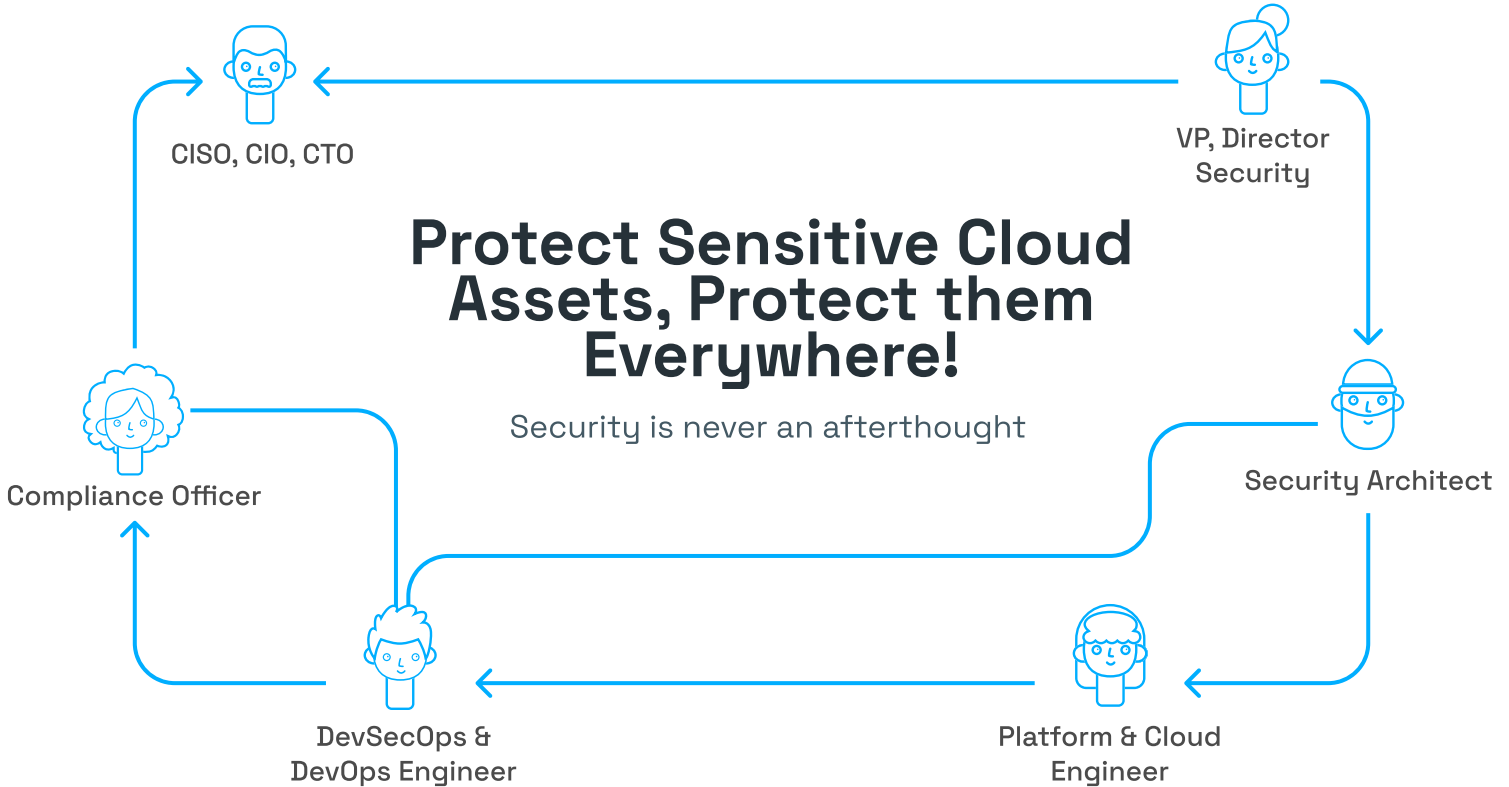 CISO, CIO, CTO
VP, Director
Security
Protect Sensitive Cloud
Assets, Protect them
Everywhere!
Security is never an afterthought
Compliance Officer
Security Architect
DevSecOps &
DevOps Engineer
Platform & Cloud
Engineer